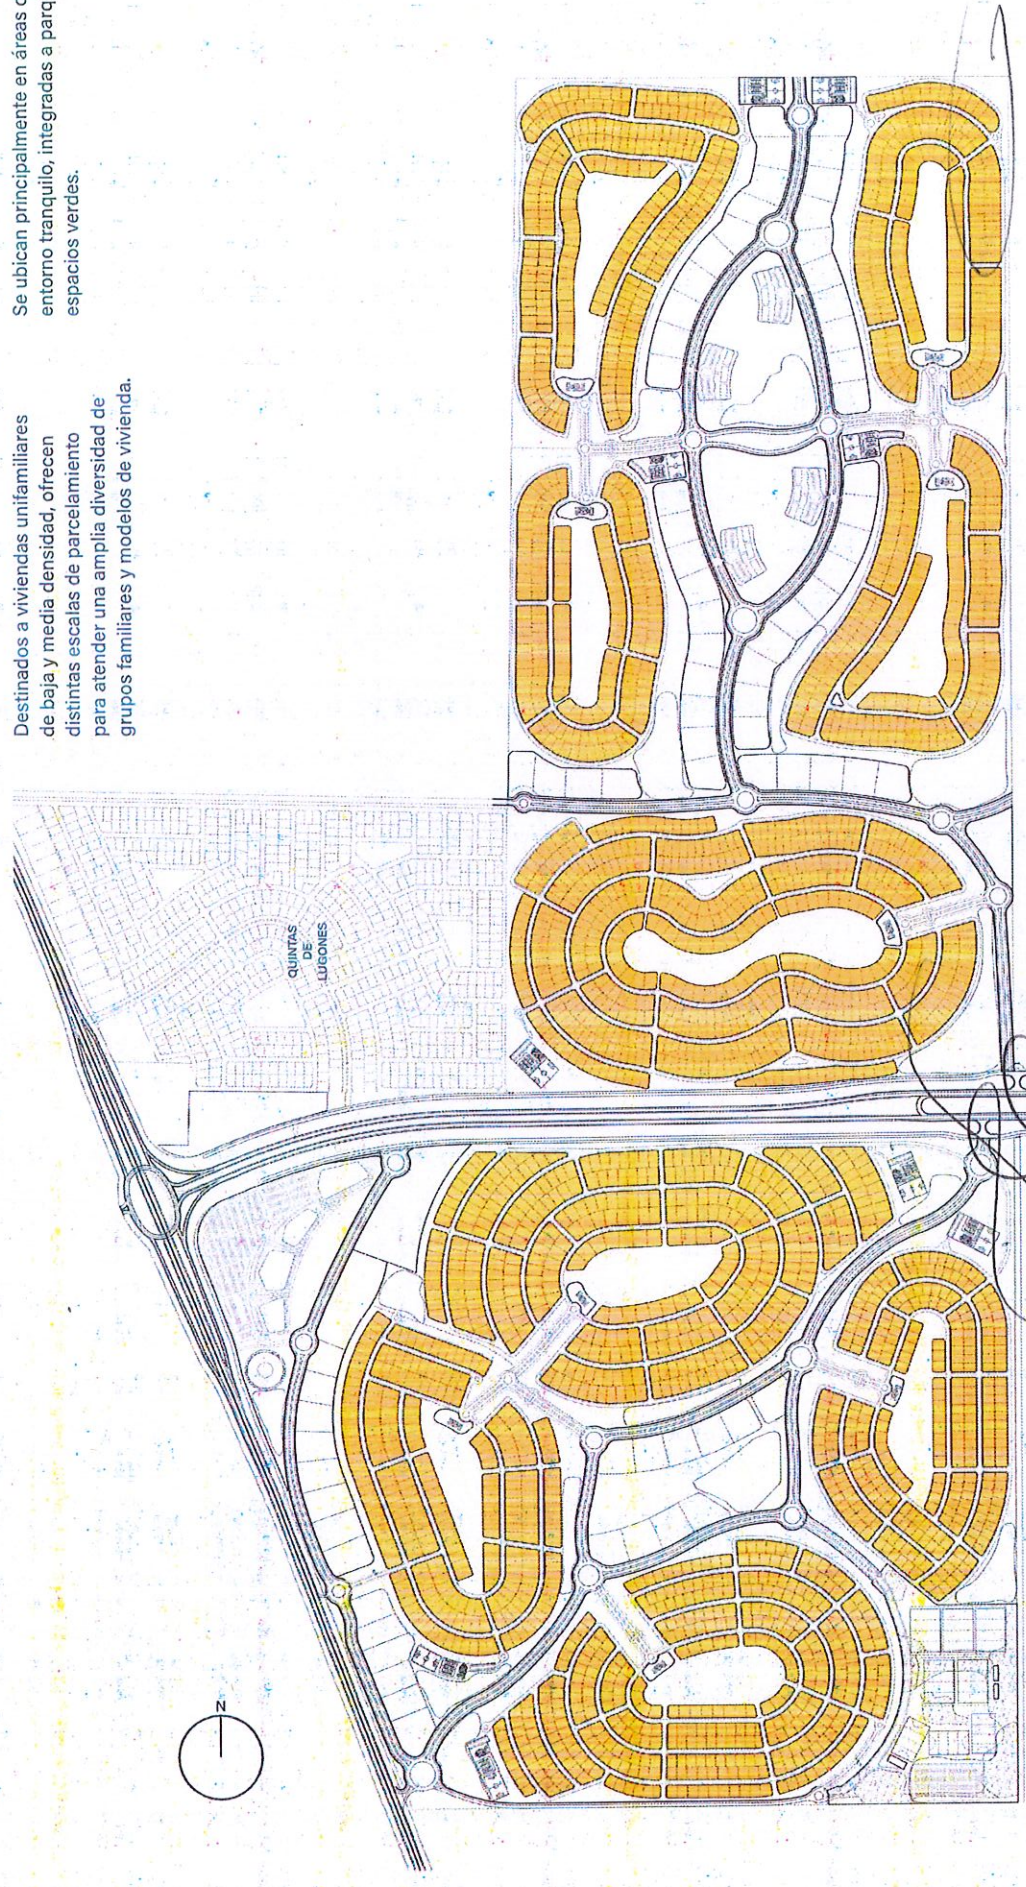 Destinados a viviendas unifamiliares
de baja y media densidad, ofrecen
distintas escalas de parcelamiento
para atender una amplia diversidad de
grupos familiares y modelos de vivienda.
Se ubican principalmente en áreas
entorno tranquilo, integradas a
espacios verdes.
QUINTAS
DE
LUGONES
N